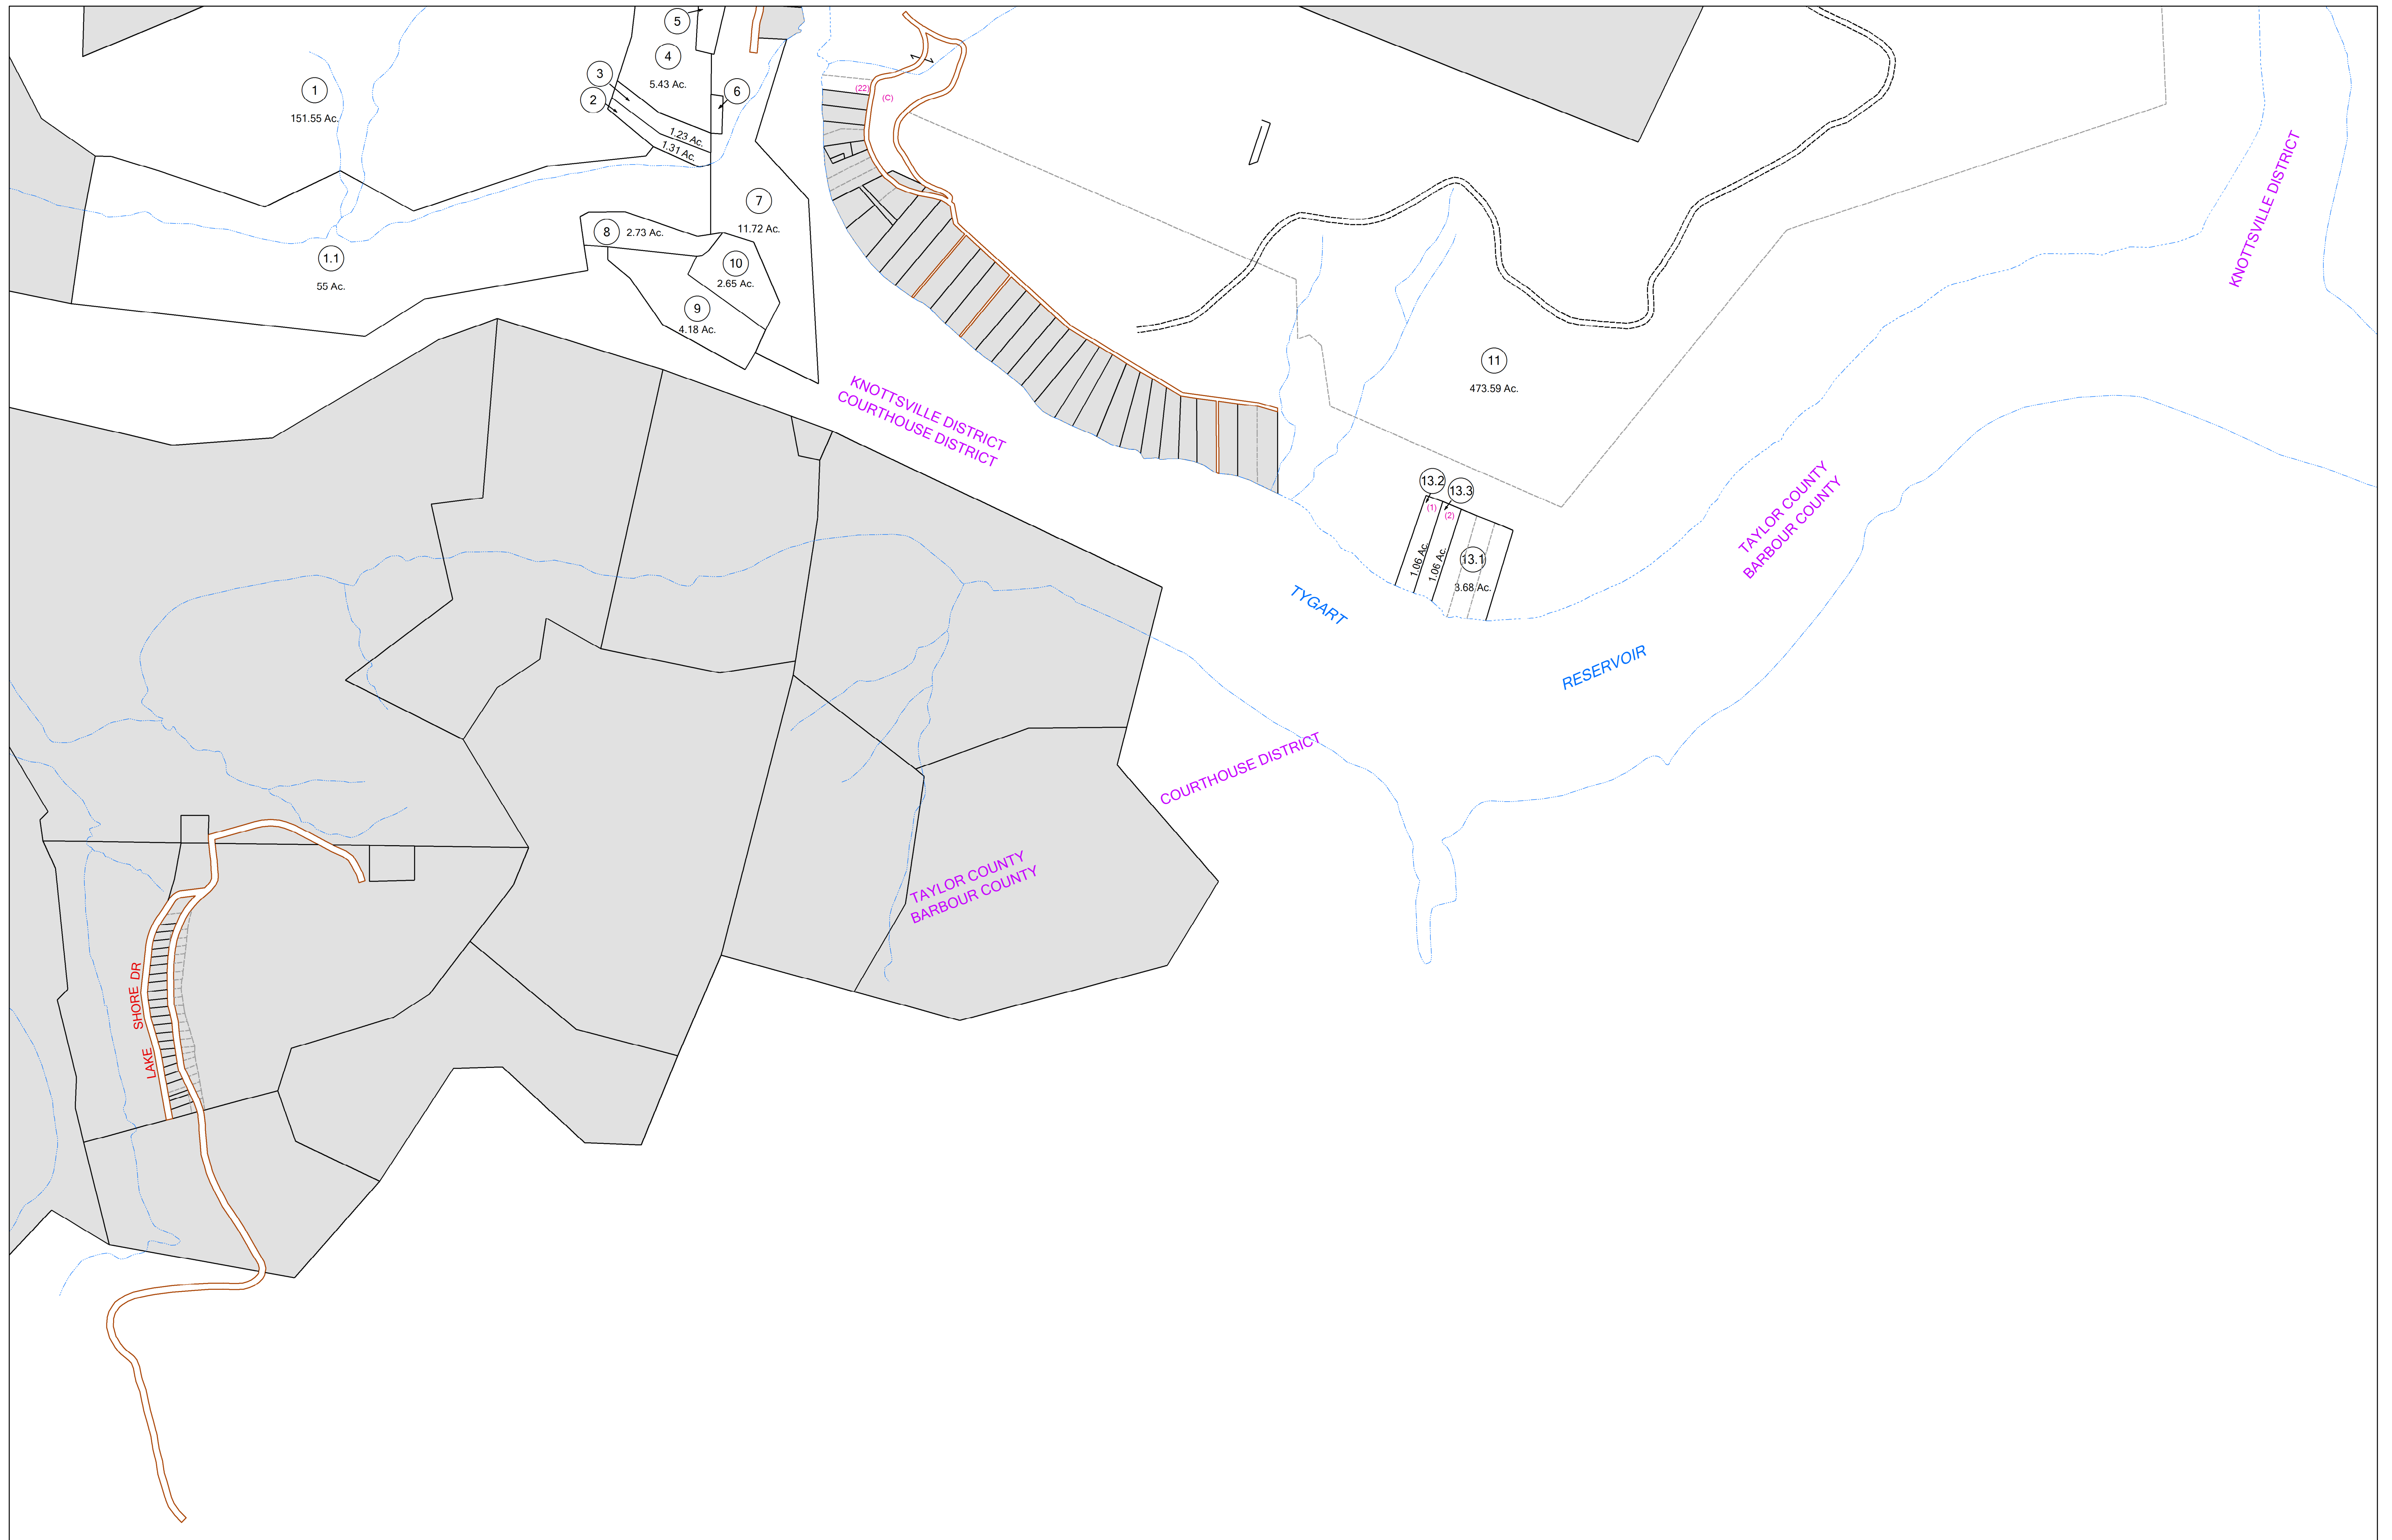 5
4
5.43 Ac.
3
2
6
1
151.55 Ac.
(22)
(C)
1.23 Ac.
1.31 Ac.
7
11.72 Ac.
8
2.73 Ac.
1.1
55 Ac.
10
2.65 Ac.
9
4.18 Ac.
KNOTTSVILLE DISTRICT
11
473.59 Ac.
KNOTTSVILLE DISTRICT
COURTHOUSE DISTRICT
13.2
13.3
(1)
(2)
1.06 Ac.
1.06 Ac.
13.1
3.68 Ac.
TAYLOR COUNTY
BARBOUR COUNTY
TYGART
RESERVOIR
COURTHOUSE DISTRICT
TAYLOR COUNTY
BARBOUR COUNTY
LAKE SHORE DR